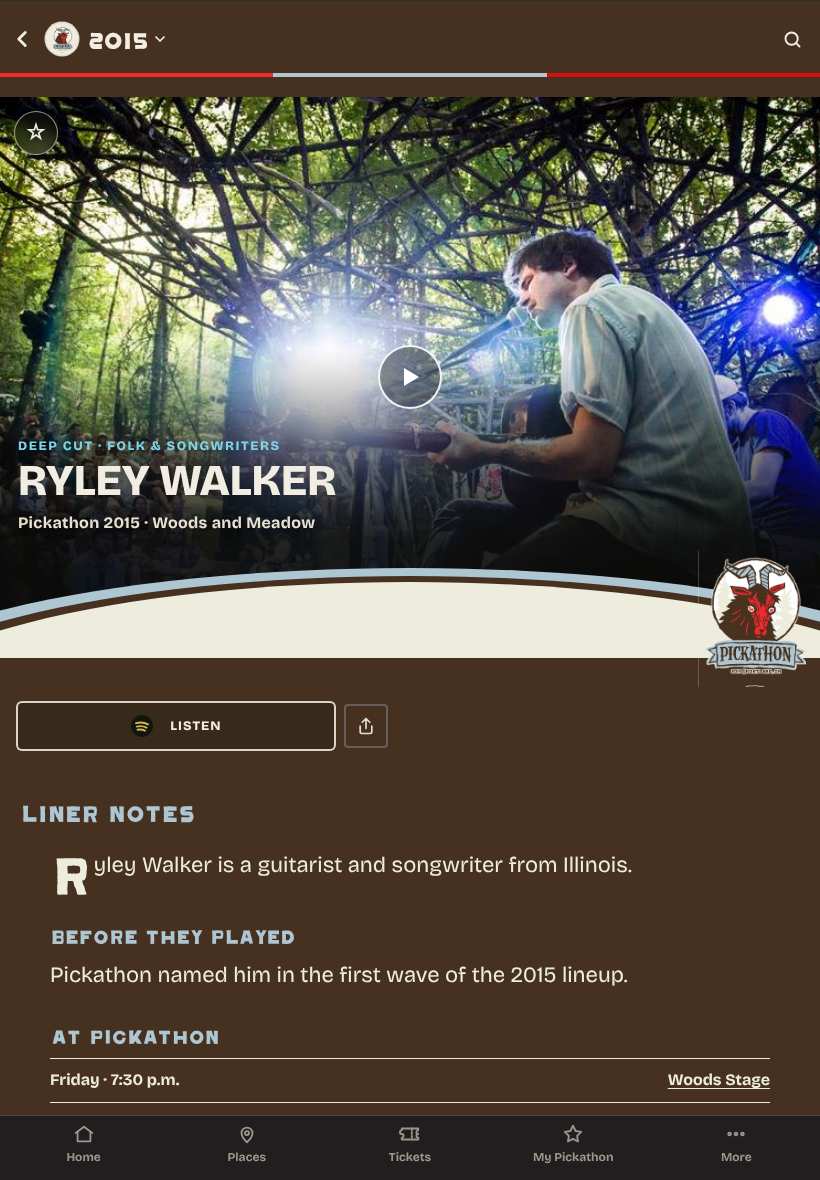 2015
DEEP CUT · FOLK & SONGWRITERS
RYLEY WALKER
Pickathon 2015 · Woods and Meadow
PICKATHON
LISTEN
LINER NOTES
Ryley Walker is a guitarist and songwriter from Illinois.
BEFORE THEY PLAYED
Pickathon named him in the first wave of the 2015 lineup.
AT PICKATHON
Friday · 7:30 p.m.
Woods Stage
Home
Places
Tickets
My Pickathon
More